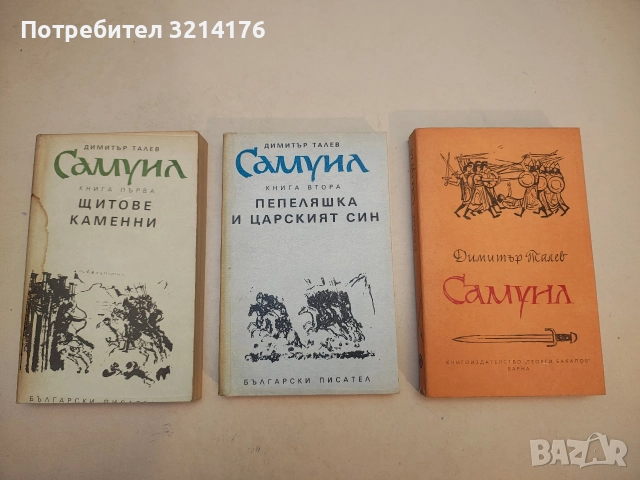 Потребител 3214176
ДИМИТЪР ТАЛЕВ
Самуил
КНИГА ПЪРВА
ЩИТОВЕ
КАМЕННИ
БЪЛГАРСКИ ПИСАТЕЛ
ДИМИТЪР ТАЛЕВ
Самуил
КНИГА ВТОРА
ПЕПЕЛЯШКА
И ЦАРСКИЯТ СИН
БЪЛГАРСКИ ПИСАТЕЛ
Димитър Талев
Самуил
КНИГОИЗДАТЕЛСТВО „ГЕОРГИ БАКАЛОВ“
ВАРНА
BAZAR